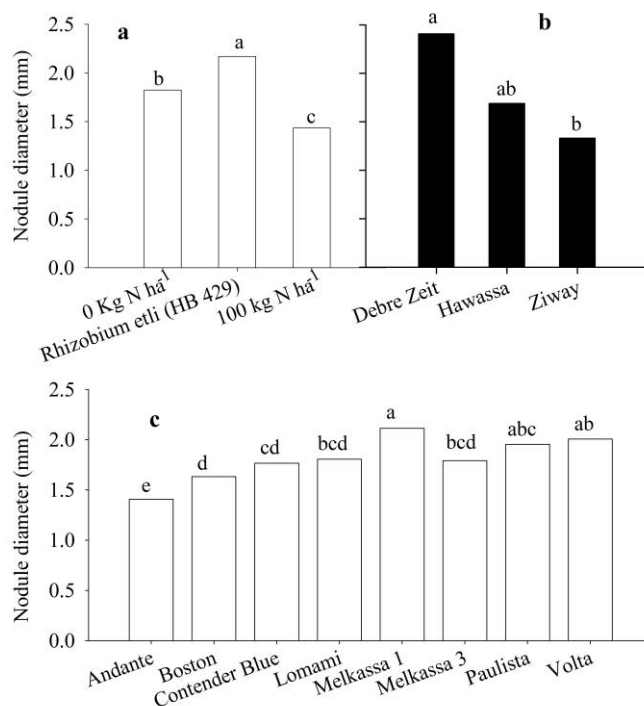 a
b
Nodule diameter (mm)
2.5
2.0
1.5
1.0
0.5
0.0
b
a
c
a
ab
b
0 Kg N ha⁻¹
Rhizobium etli (HB 429)
100 kg N ha⁻¹
Debre Zeit
Hawassa
Ziway
c
Nodule diameter (mm)
2.5
2.0
1.5
1.0
0.5
0.0
e
d
cd
bcd
a
bcd
abc
ab
Andante
Boston
Contender Blue
Lomami
Melkassa 1
Melkassa 3
Paulista
Volta